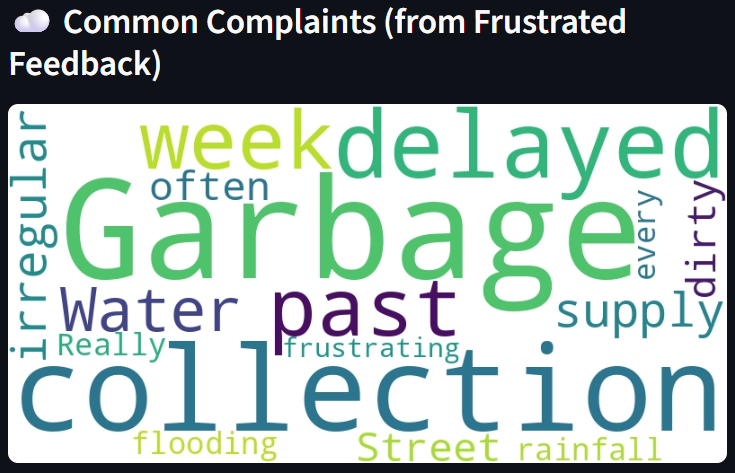 ☁️ Common Complaints (from Frustrated
Feedback)
irregular
week
delayed
often
Garbage
every
dirty
Water
past
supply
Really
frustrating
collection
flooding
Street
rainfall